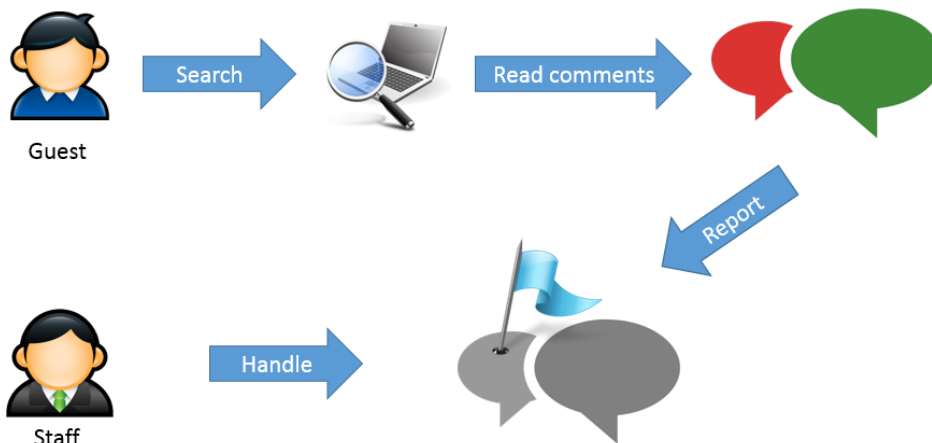 Search
Read comments
Guest
Report
Handle
Staff